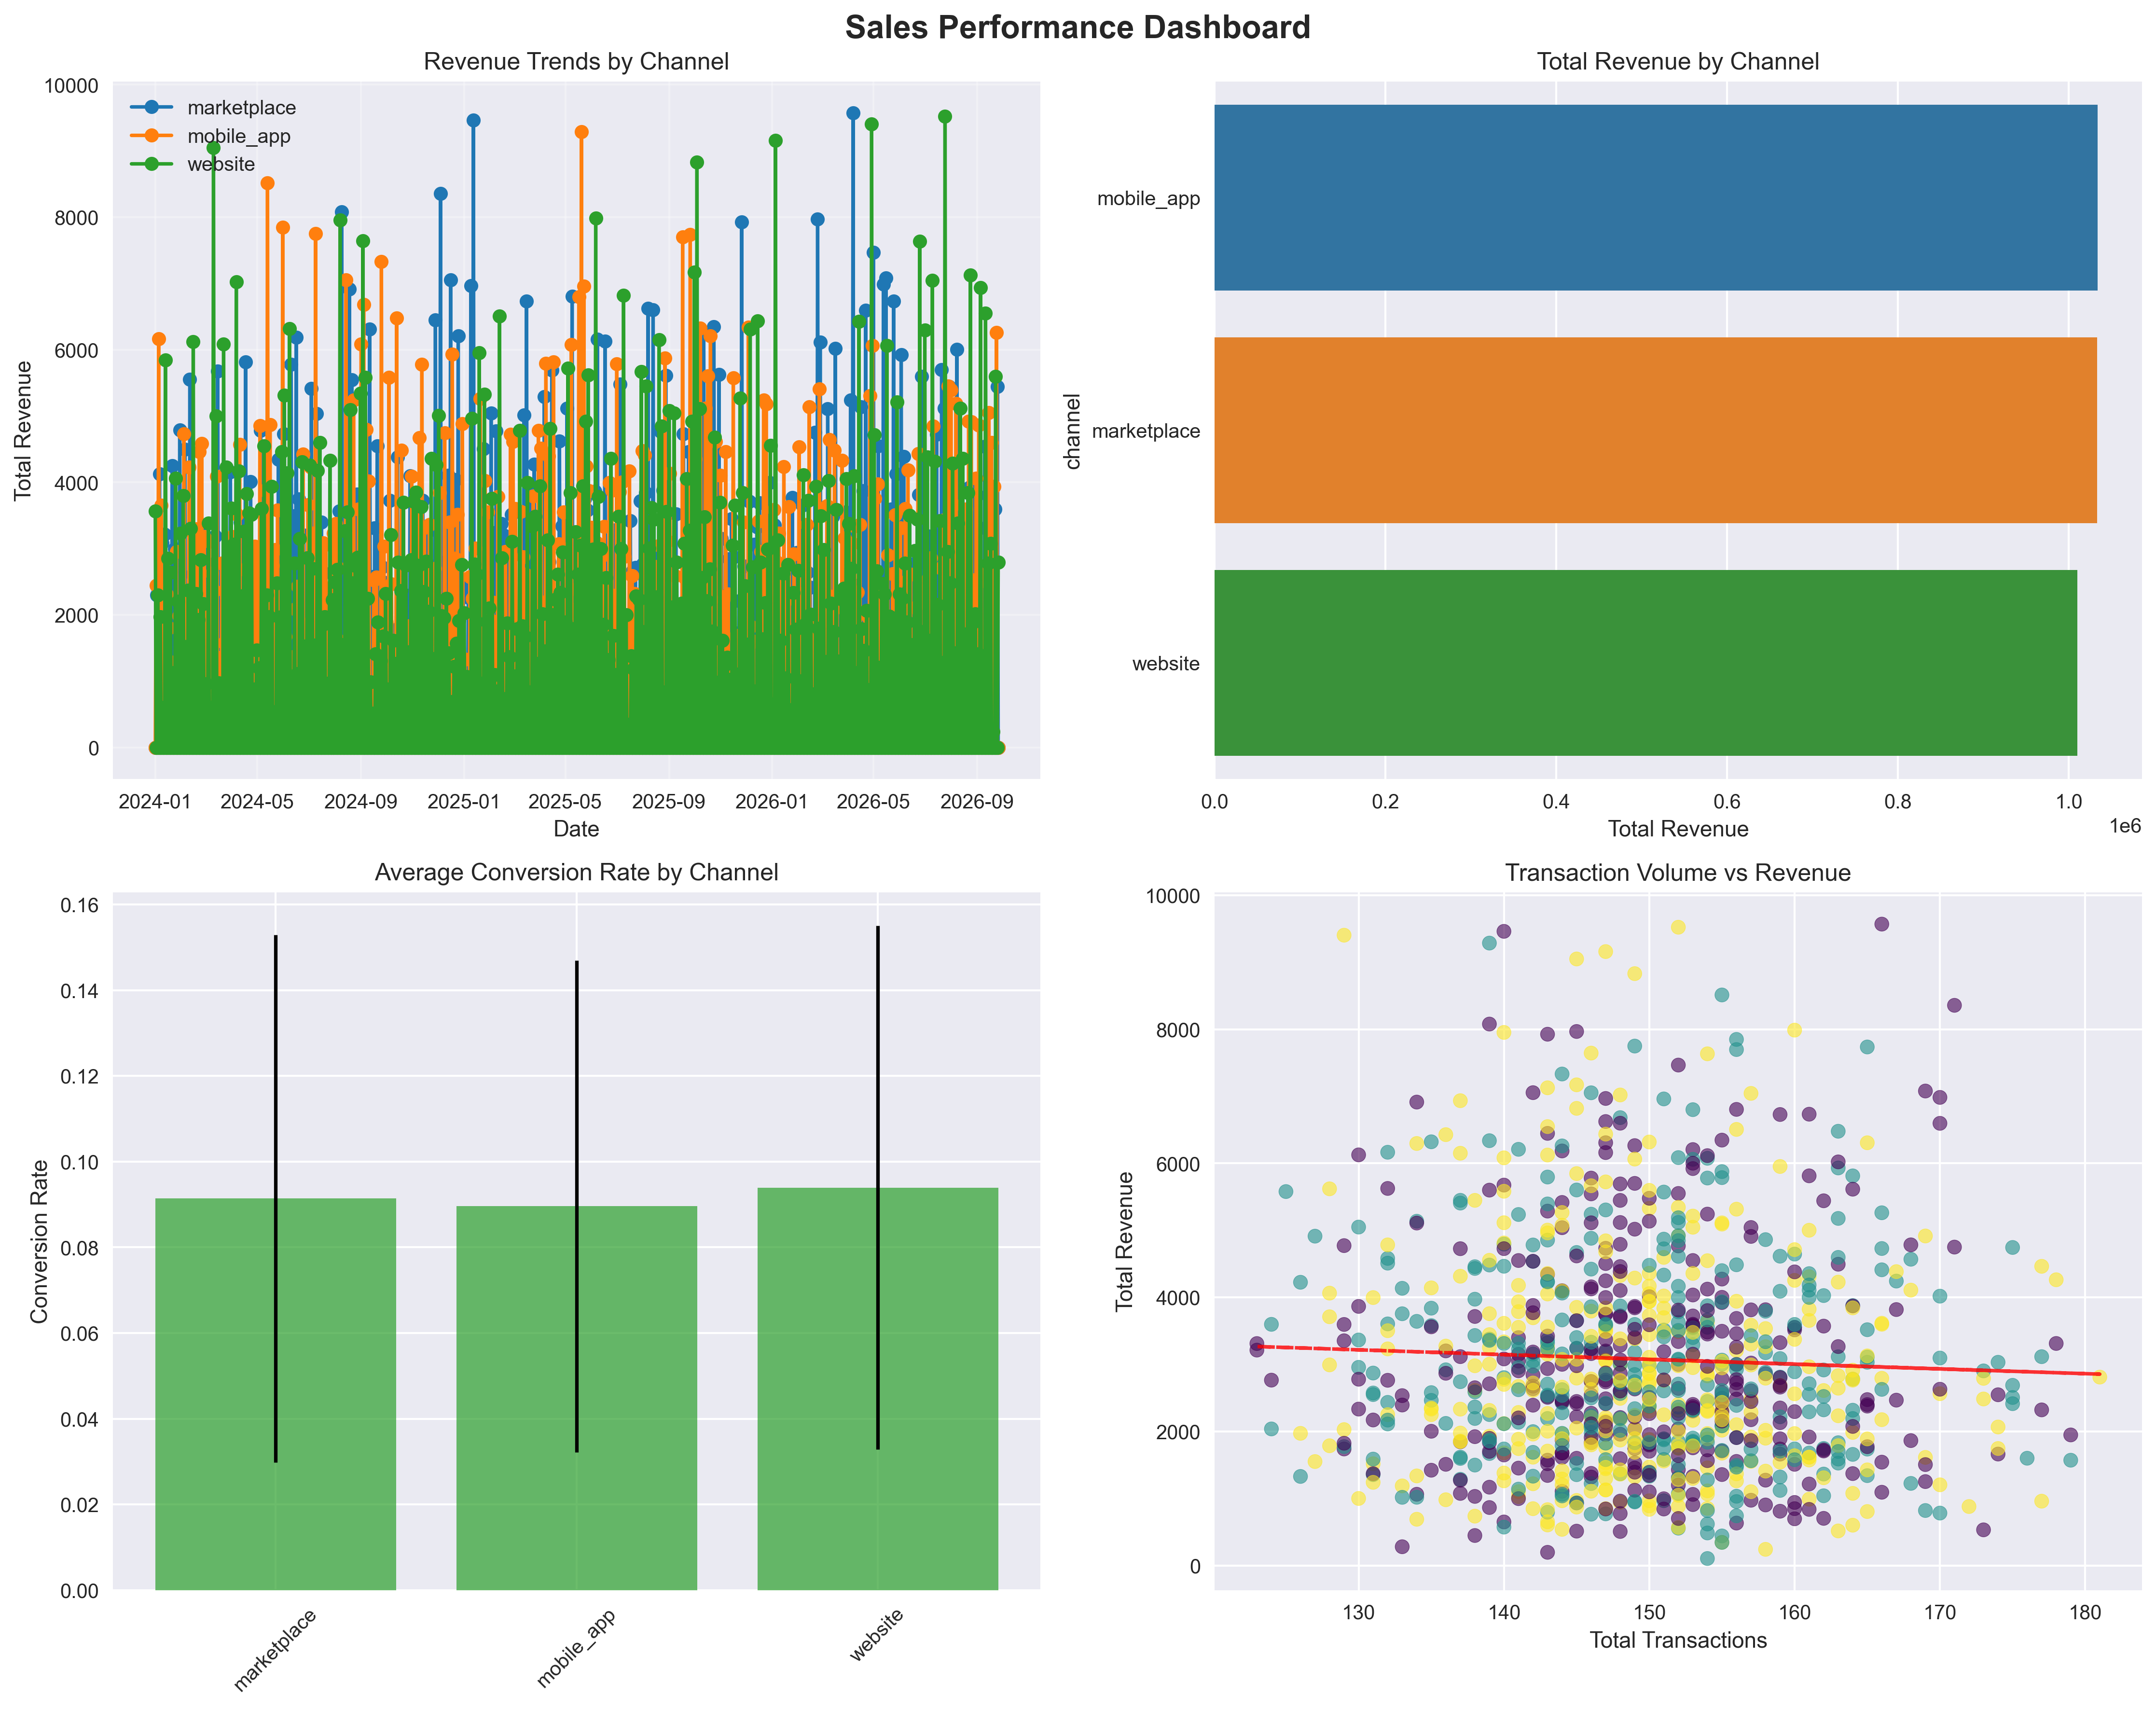 Sales Performance Dashboard
Revenue Trends by Channel
marketplace
mobile_app
website
Total Revenue
10000
8000
6000
4000
2000
0
2024-01 2024-05 2024-09 2025-01 2025-05 2025-09 2026-01 2026-05 2026-09
Date
Total Revenue by Channel
channel
mobile_app
marketplace
website
0.0 0.2 0.4 0.6 0.8 1.0
1e6
Total Revenue
Average Conversion Rate by Channel
Conversion Rate
0.16
0.14
0.12
0.10
0.08
0.06
0.04
0.02
0.00
marketplace
mobile_app
website
Transaction Volume vs Revenue
Total Revenue
10000
8000
6000
4000
2000
0
130 140 150 160 170 180
Total Transactions